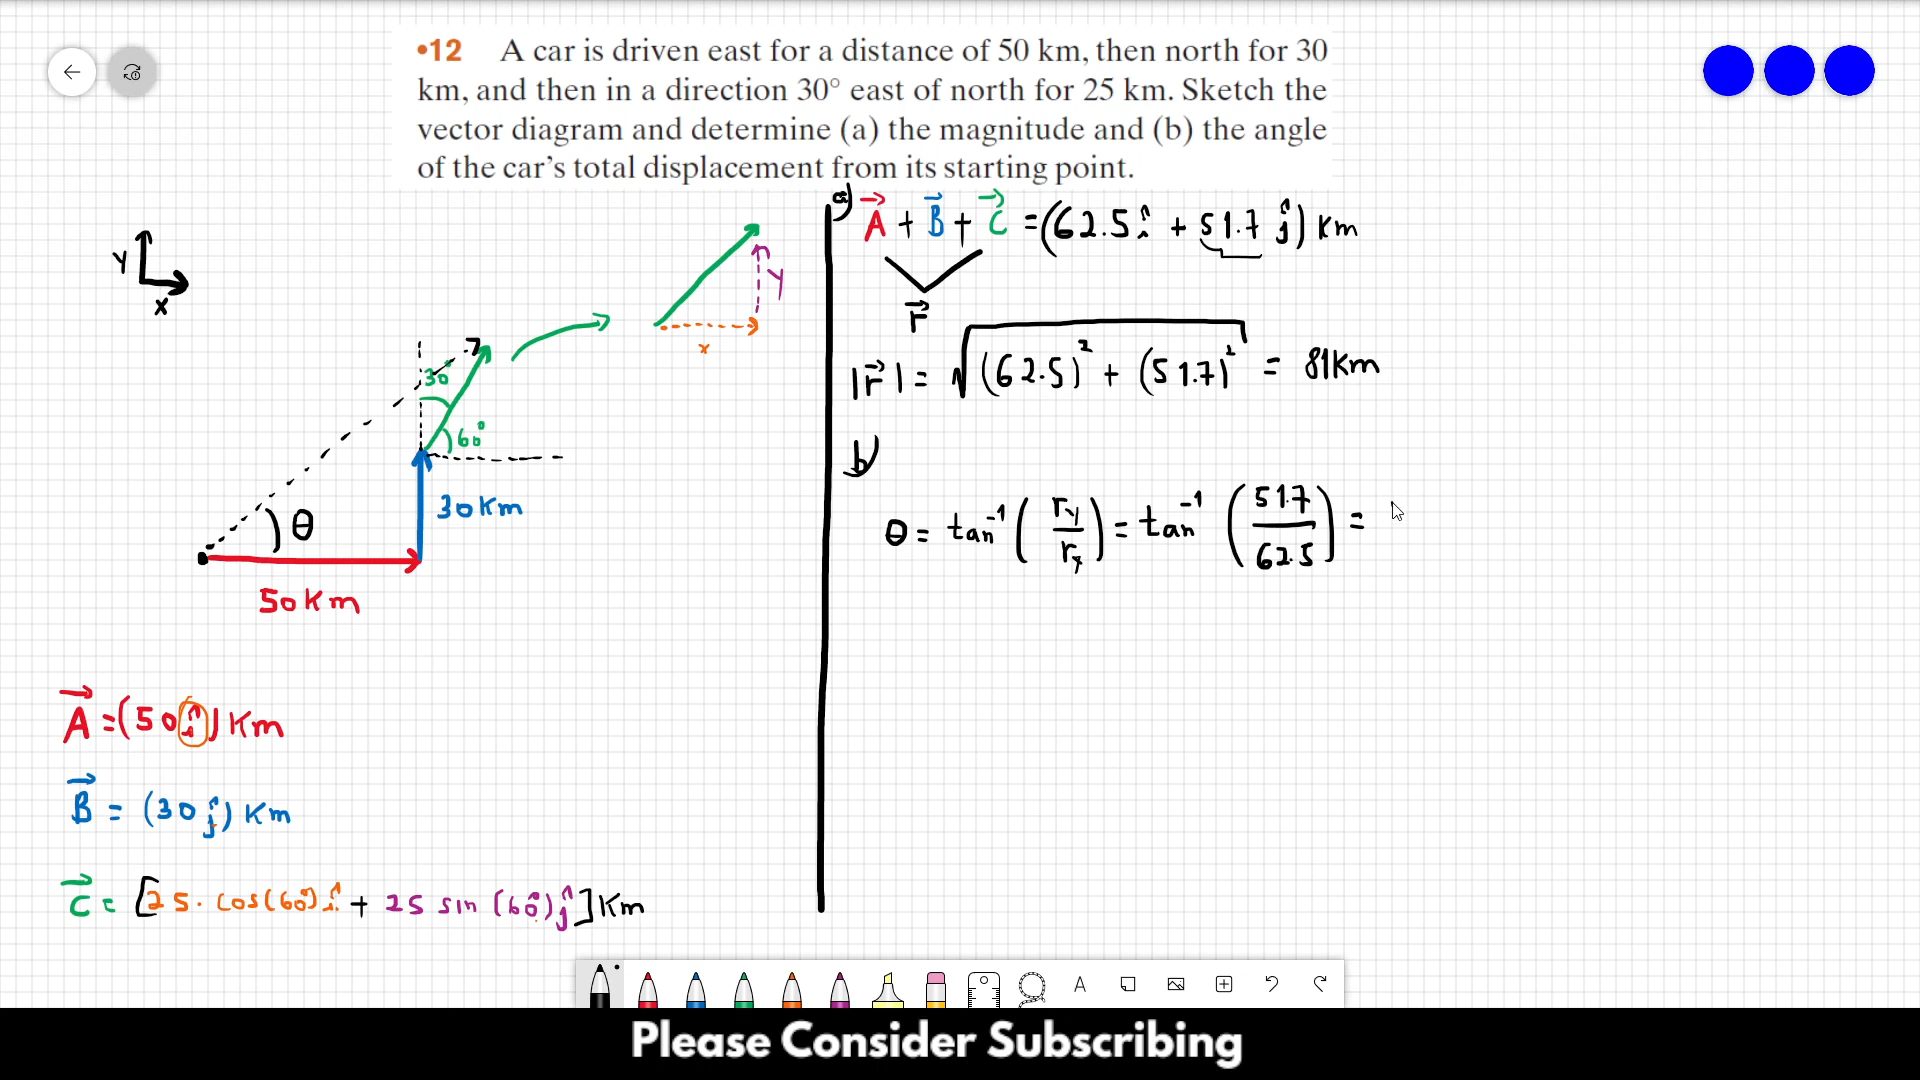 •12 A car is driven east for a distance of 50 km, then north for 30
km, and then in a direction 30° east of north for 25 km. Sketch the
vector diagram and determine (a) the magnitude and (b) the angle
of the car's total displacement from its starting point.
a) A⃗ + B⃗ + C⃗ = (62.5 î + 51.7 ĵ) Km
r⃗
|r⃗| = √((62.5)² + (51.7)²) = 81Km
b)
θ = tan⁻¹ (ry/rx) = tan⁻¹ (51.7/62.5) =
Y
x
y
x
30°
60°
30Km
θ
50Km
A⃗ = (50 î) Km
B⃗ = (30 ĵ) Km
C⃗ = [25 · cos(60°) î + 25 sin (60°) ĵ] Km
A
Please Consider Subscribing